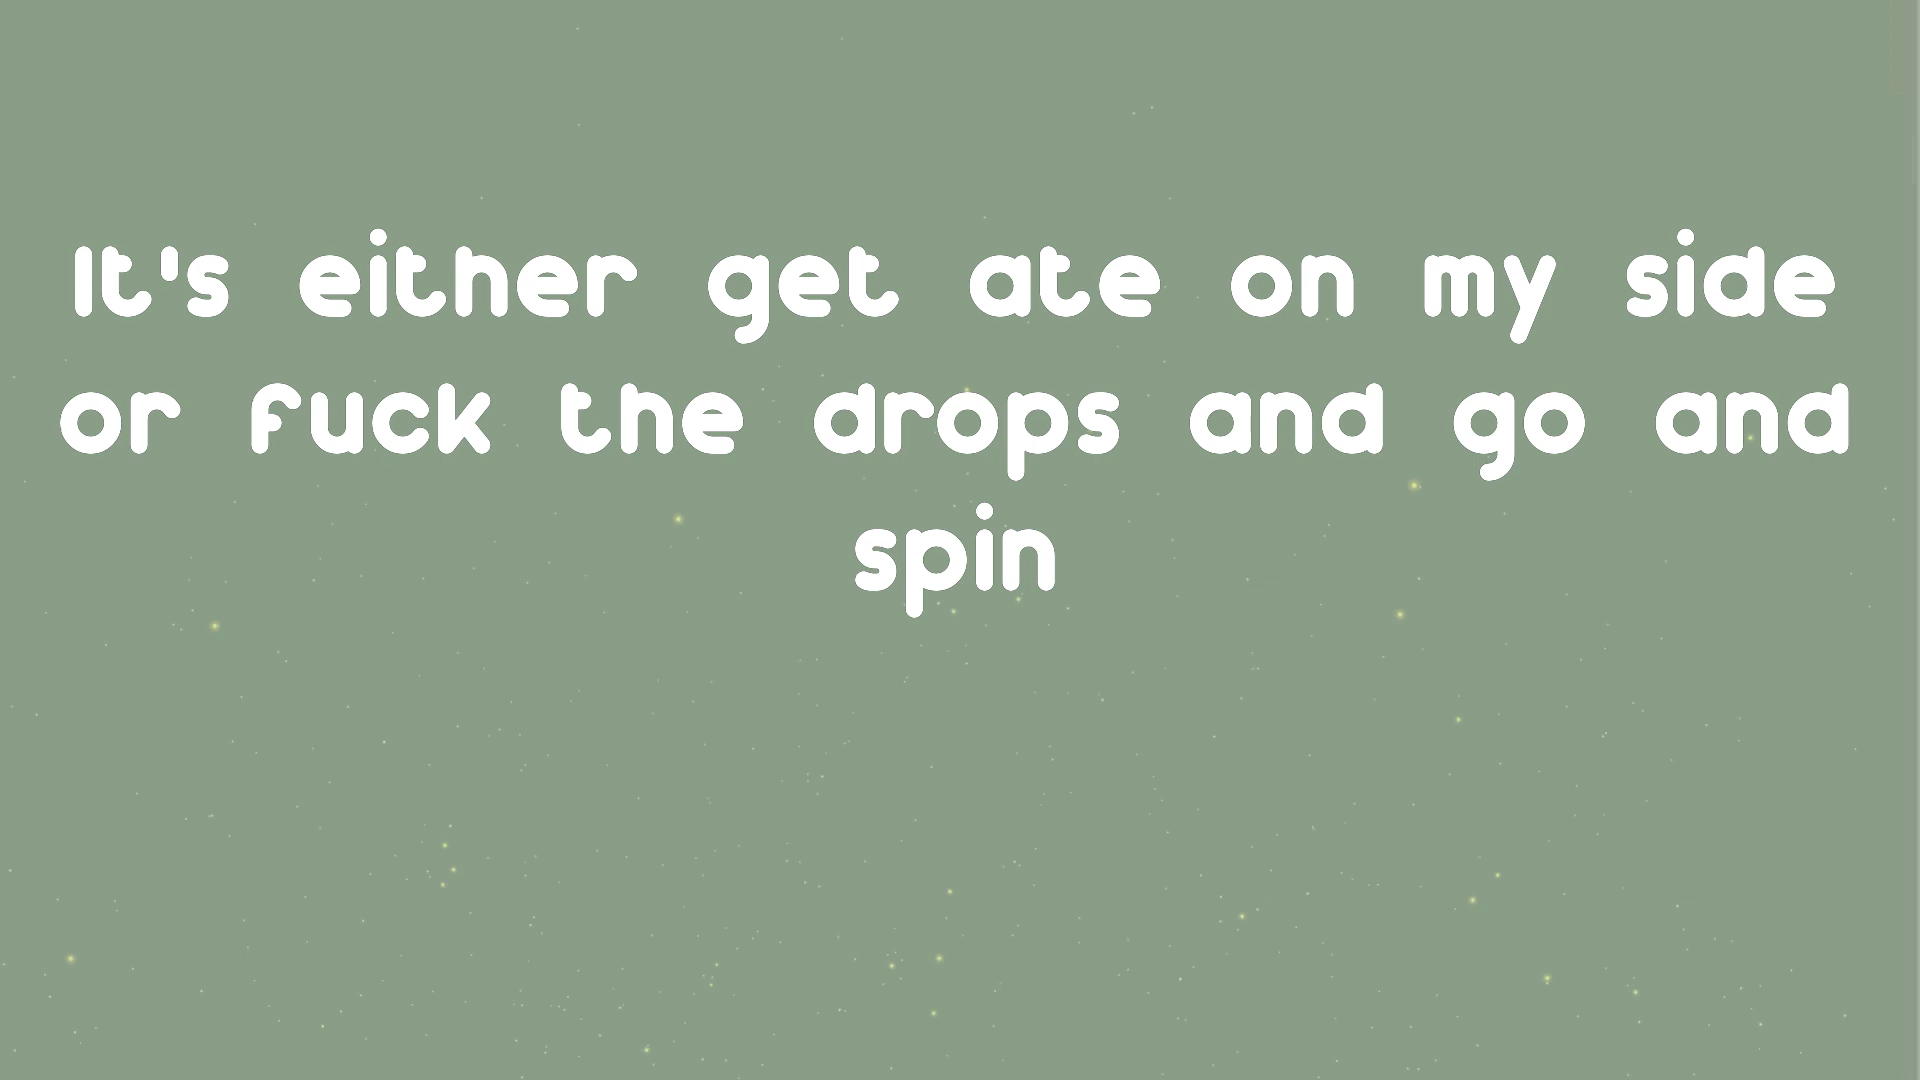 It's either get ate on my side
or fuck the drops and go and
spin